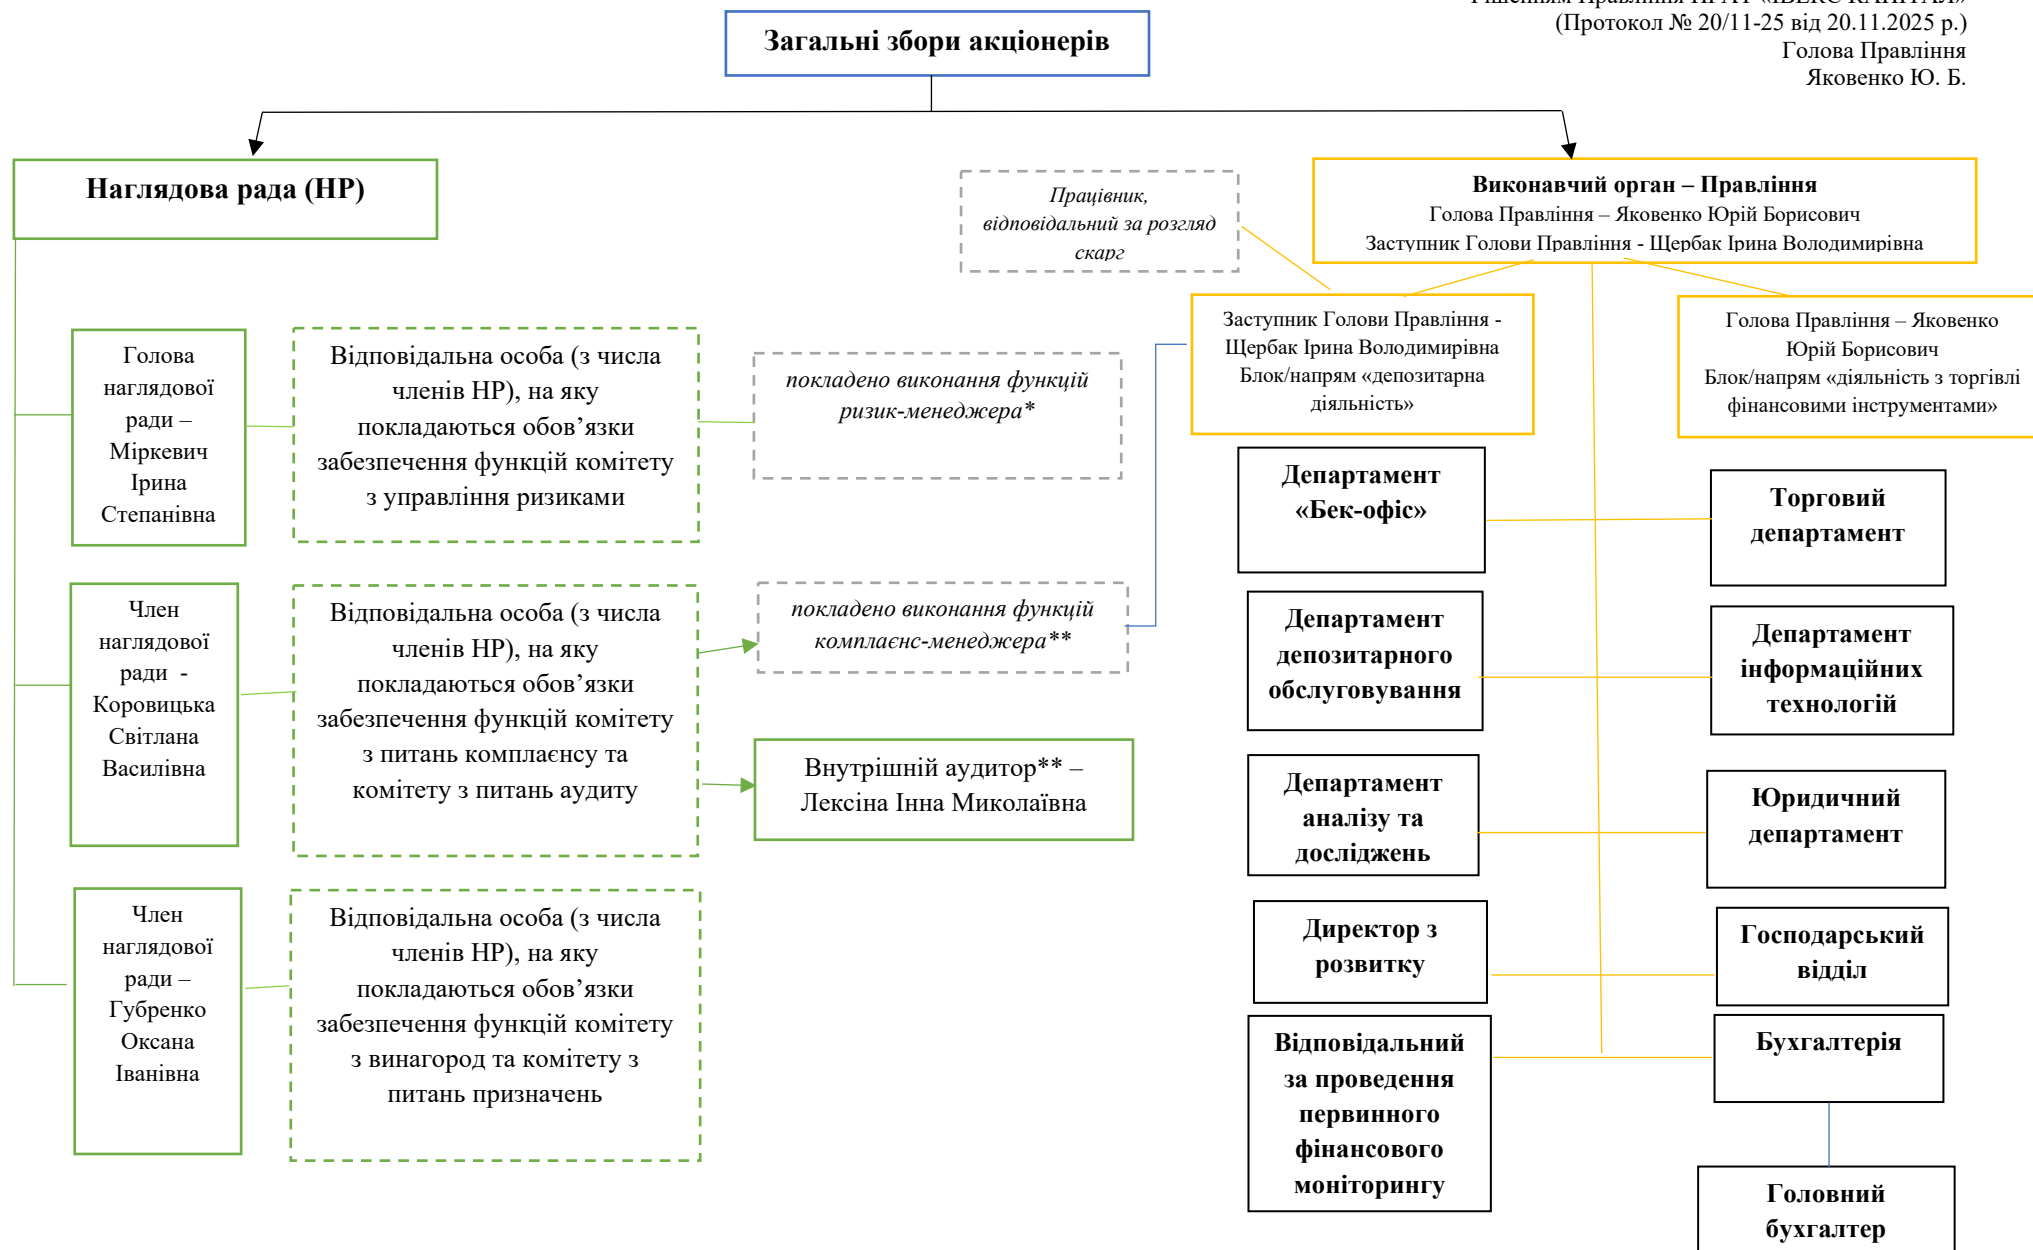 Рішенням Правління ПРАТ «ІВЕКС КАПІТАЛ»
(Протокол № 20/11-25 від 20.11.2025 р.)
Голова Правління
Яковенко Ю. Б.
Загальні збори акціонерів
Наглядова рада (НР)
Працівник,
відповідальний за розгляд
скарг
Виконавчий орган – Правління
Голова Правління – Яковенко Юрій Борисович
Заступник Голови Правління - Щербак Ірина Володимирівна
Голова
наглядової
ради –
Міркевич
Ірина
Степанівна
Відповідальна особа (з числа
членів НР), на яку
покладаються обов’язки
забезпечення функцій комітету
з управління ризиками
покладено виконання функцій
ризик-менеджера*
Заступник Голови Правління -
Щербак Ірина Володимирівна
Блок/напрям «депозитарна
діяльність»
Голова Правління – Яковенко
Юрій Борисович
Блок/напрям «діяльність з торгівлі
фінансовими інструментами»
Член
наглядової
ради -
Коровицька
Світлана
Василівна
Відповідальна особа (з числа
членів НР), на яку
покладаються обов’язки
забезпечення функцій комітету
з питань комплаєнсу та
комітету з питань аудиту
покладено виконання функцій
комплаєнс-менеджера**
Внутрішній аудитор** –
Лексіна Інна Миколаївна
Член
наглядової
ради –
Губренко
Оксана
Іванівна
Відповідальна особа (з числа
членів НР), на яку
покладаються обов’язки
забезпечення функцій комітету
з винагород та комітету з
питань призначень
Департамент
«Бек-офіс»
Торговий
департамент
Департамент
депозитарного
обслуговування
Департамент
інформаційних
технологій
Департамент
аналізу та
досліджень
Юридичний
департамент
Директор з
розвитку
Господарський
відділ
Відповідальний
за проведення
первинного
фінансового
моніторингу
Бухгалтерія
Головний
бухгалтер